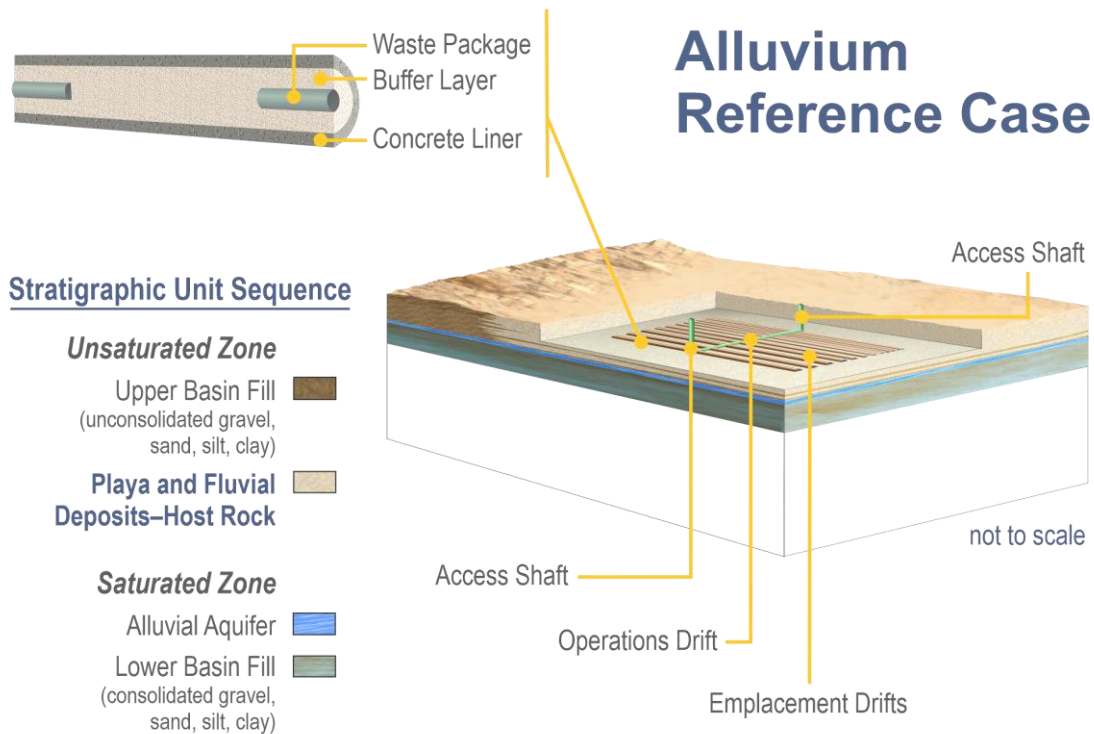 Alluvium
Reference Case
Waste Package
Buffer Layer
Concrete Liner
Access Shaft
Stratigraphic Unit Sequence
Unsaturated Zone
Upper Basin Fill
(unconsolidated gravel,
sand, silt, clay)
Playa and Fluvial
Deposits–Host Rock
Saturated Zone
Alluvial Aquifer
Lower Basin Fill
(consolidated gravel,
sand, silt, clay)
not to scale
Access Shaft
Operations Drift
Emplacement Drifts